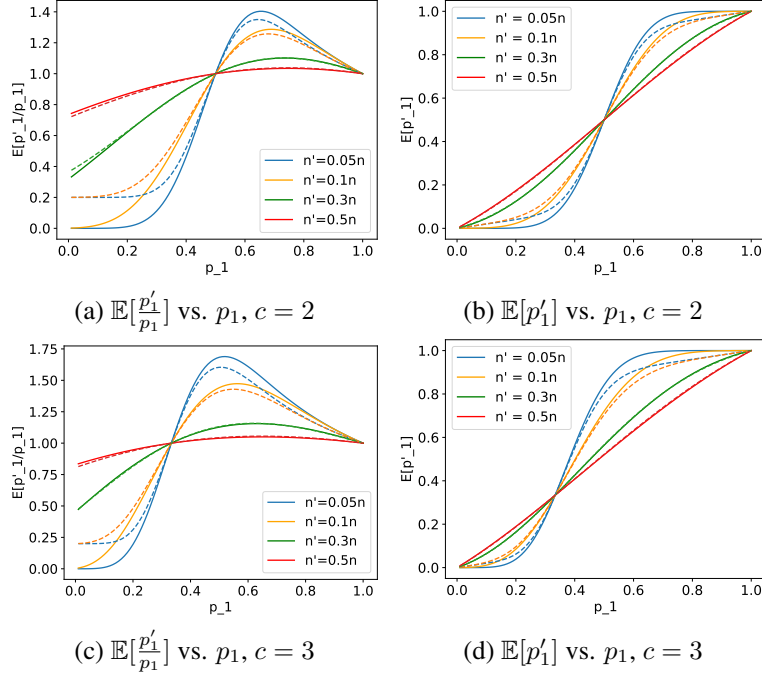 1.4
1.2
1.0
0.8
0.6
0.4
0.2
0.0
E[p'_1/p_1]
n'=0.05n
n'=0.1n
n'=0.3n
n'=0.5n
0.0 0.2 0.4 0.6 0.8 1.0
p_1
(a) 𝔼[p′₁/p₁] vs. p₁, c = 2
1.0
0.8
0.6
0.4
0.2
0.0
E[p'_1]
n' = 0.05n
n' = 0.1n
n' = 0.3n
n' = 0.5n
0.0 0.2 0.4 0.6 0.8 1.0
p_1
(b) 𝔼[p′₁] vs. p₁, c = 2
1.75
1.50
1.25
1.00
0.75
0.50
0.25
0.00
E[p'_1/p_1]
n'=0.05n
n'=0.1n
n'=0.3n
n'=0.5n
0.0 0.2 0.4 0.6 0.8 1.0
p_1
(c) 𝔼[p′₁/p₁] vs. p₁, c = 3
1.0
0.8
0.6
0.4
0.2
0.0
E[p'_1]
n' = 0.05n
n' = 0.1n
n' = 0.3n
n' = 0.5n
0.0 0.2 0.4 0.6 0.8 1.0
p_1
(d) 𝔼[p′₁] vs. p₁, c = 3